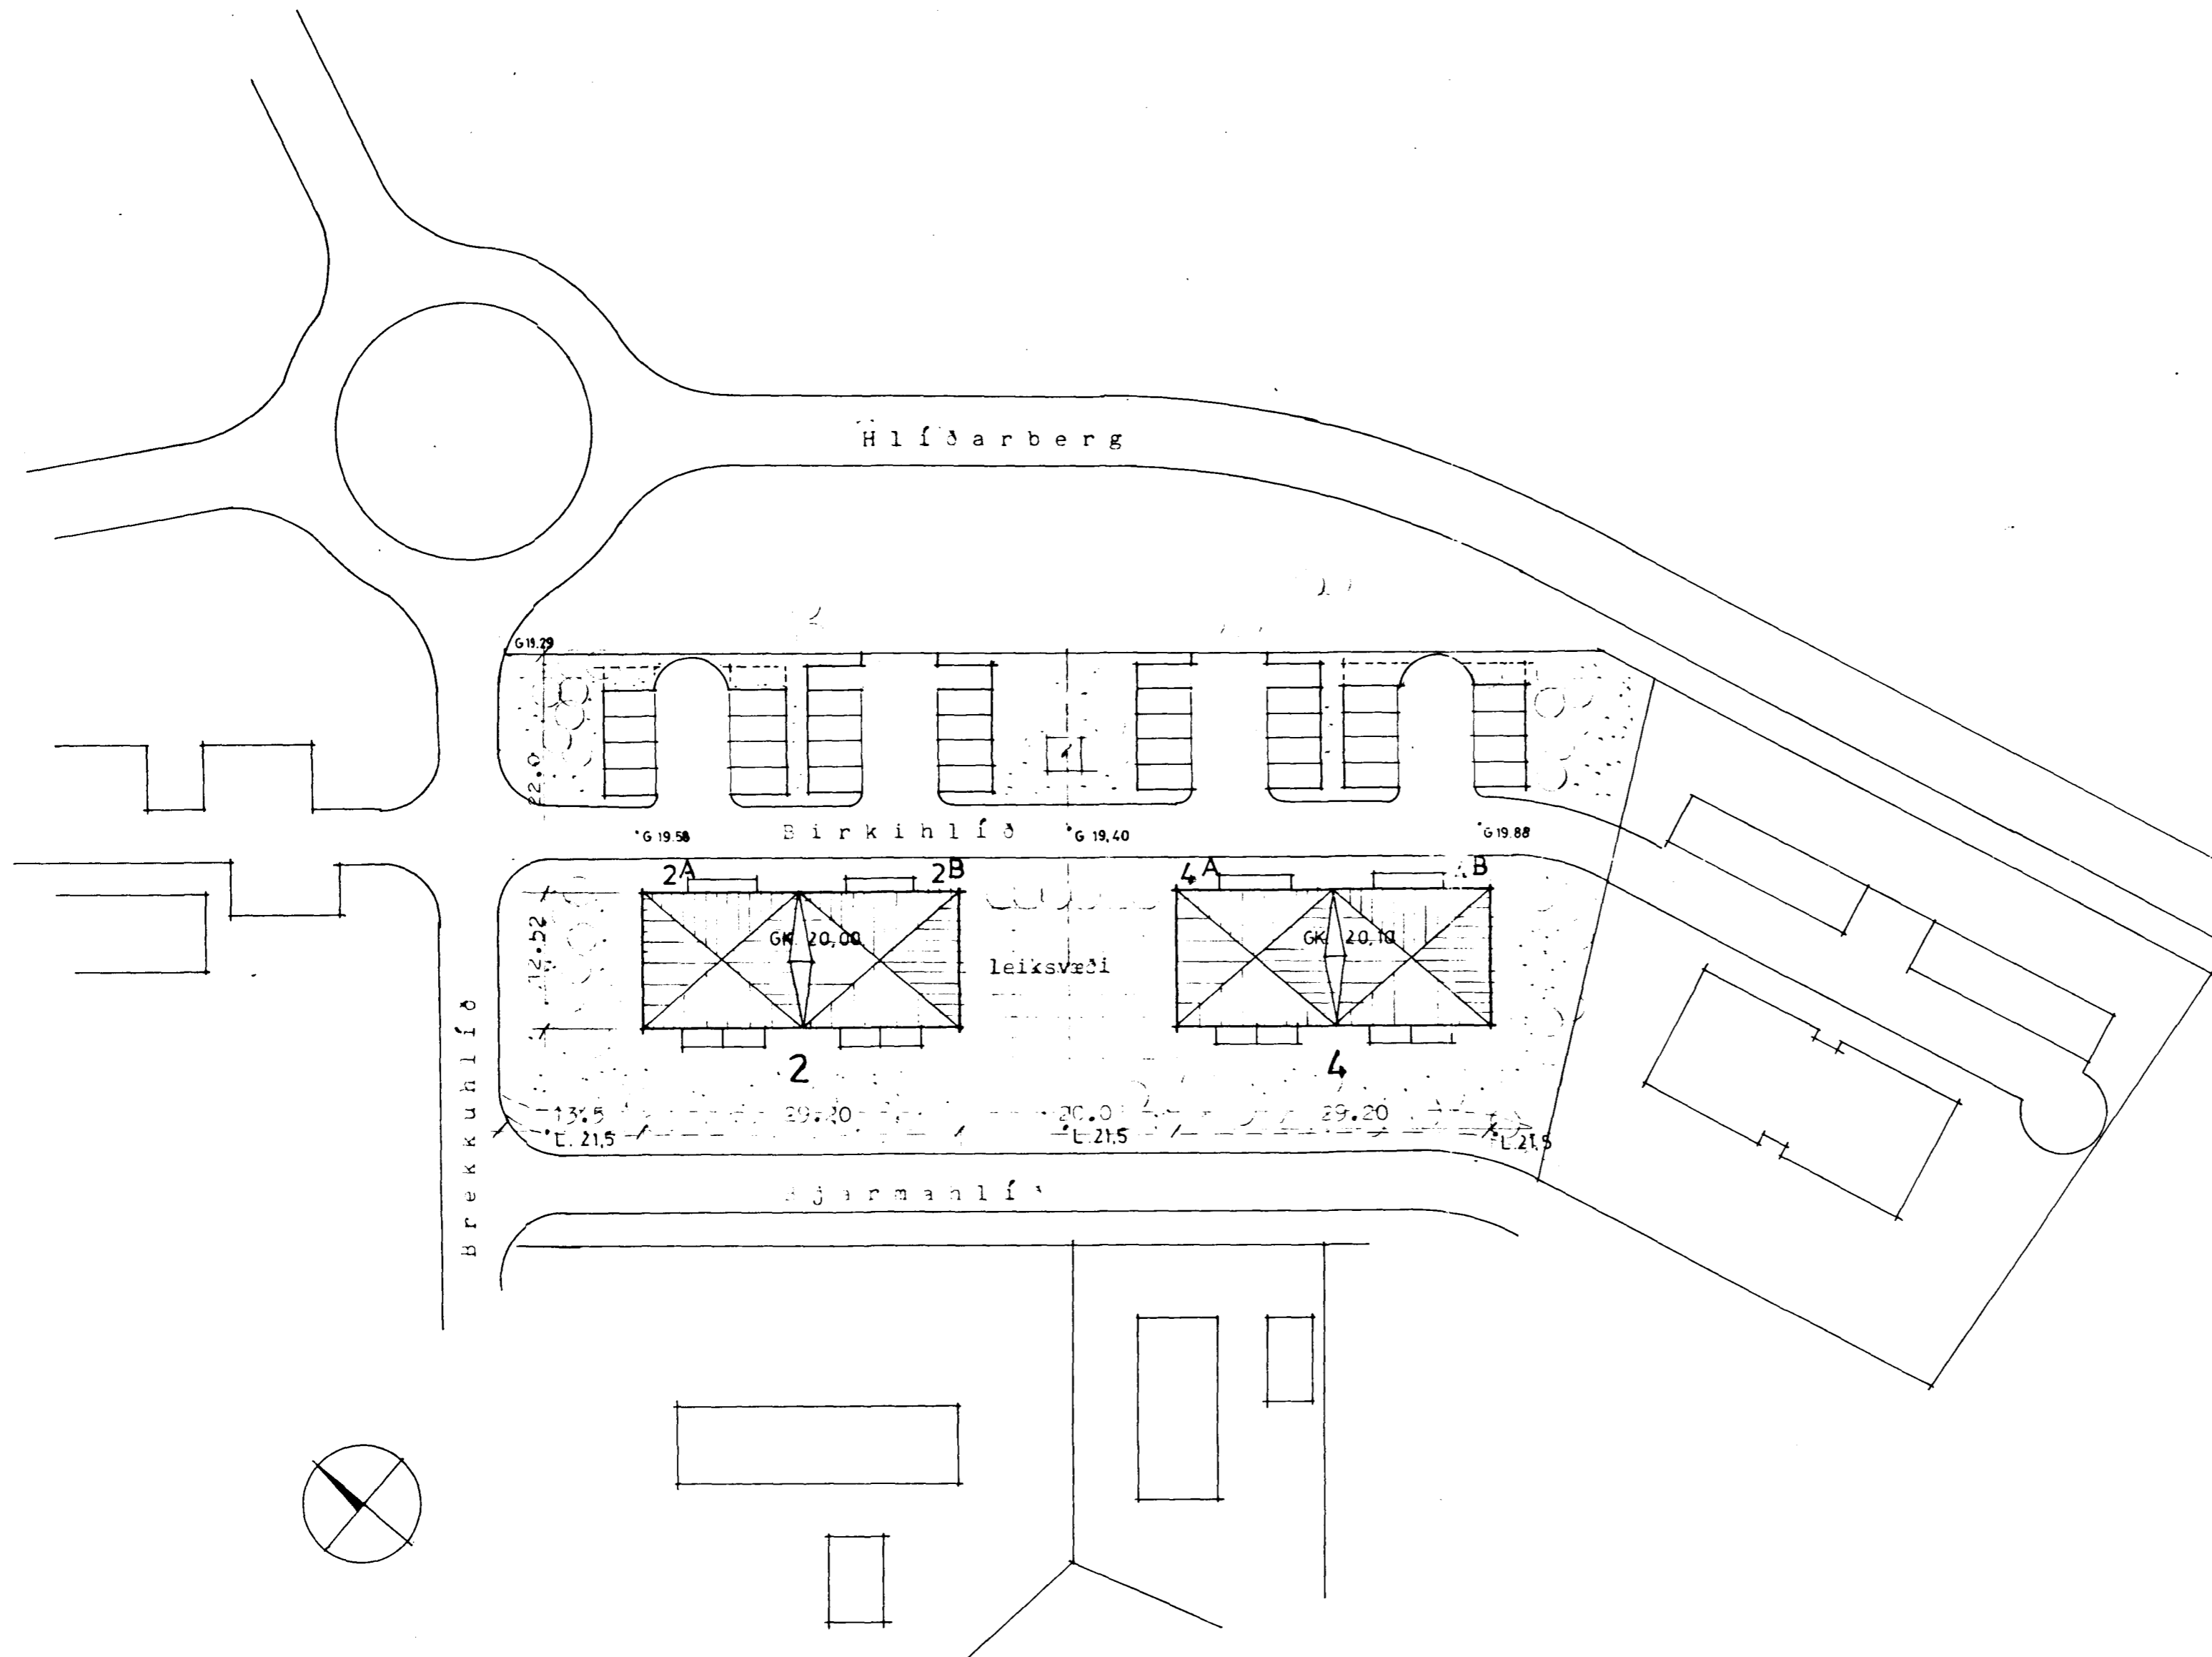 Hlíðarberg
G 19.29
22.0
Birkihlíð
G 19.58
G 19,40
G 19.88
2A
2B
4A
B
12.52
GK. 20,00
GK. 20,10
leiksvæði
2
4
13.5
29.20
20.0
29.20
L. 21,5
L. 21,5
L. 21,5
Brekkuhlíð